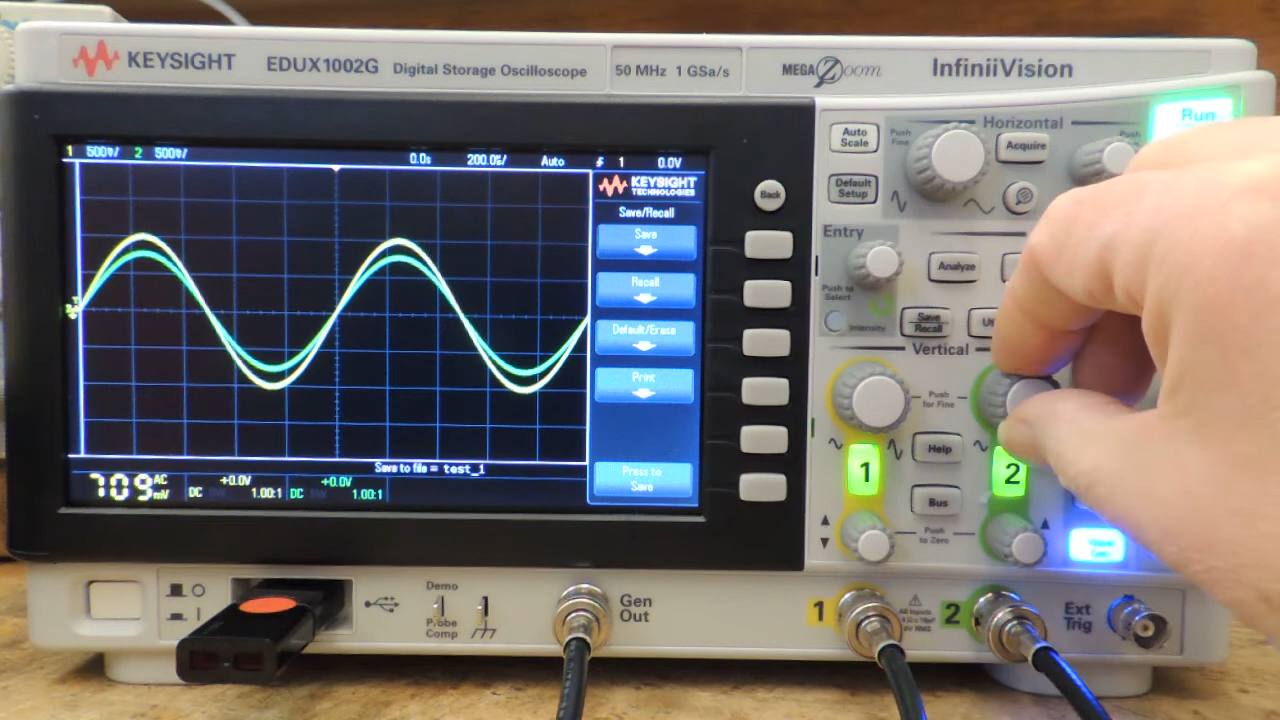 KEYSIGHT EDUX1002G Digital Storage Oscilloscope 50 MHz 1 GSa/s MEGA Zoom InfiniiVision
Run
1 500▽/ 2 500▽/ 0.0s 200.0▽/ Auto 1 0.0V
KEYSIGHT
TECHNOLOGIES
Save/Recall
Save
Recall
Default/Erase
Print
Press to
Save
Save to file = test_1
709 AC
mV
DC +0.0V
1.00:1
DC +0.0V
1.00:1
Back
Auto
Scale
Default
Setup
Push
Fine
Horizontal
Acquire
Push
Entry
Push to
Select
Intensity
Analyze
Save
Recall
Vertical
Push
for Fine
1
Help
2
Bus
Push
to Zero
Demo
Probe
Comp
Gen
Out
1
2
Ext
Trig